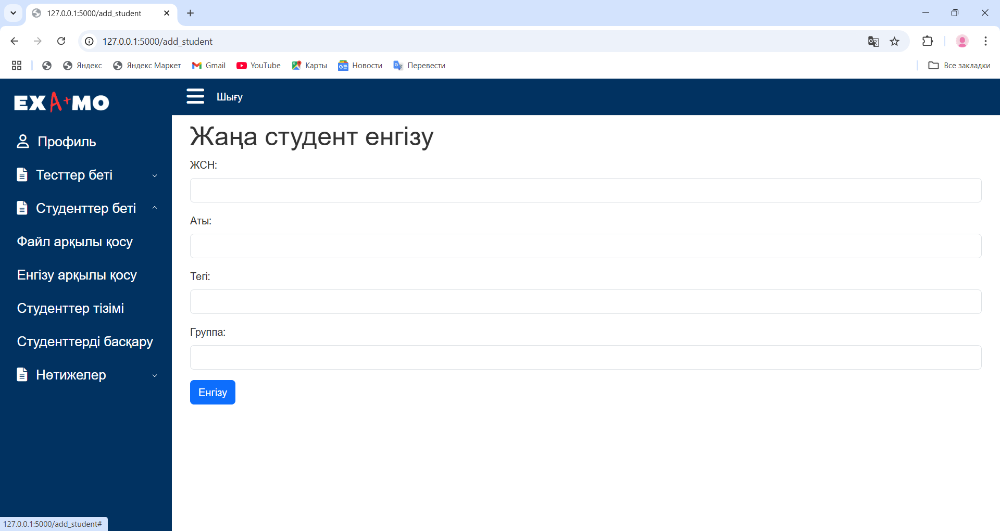 127.0.0.1:5000/add_student
127.0.0.1:5000/add_student
Яндекс
Яндекс Маркет
Gmail
YouTube
Карты
Новости
Перевести
Все закладки
EXA+MO
Шығу
Профиль
Тесттер беті
Студенттер беті
Файл арқылы қосу
Енгізу арқылы қосу
Студенттер тізімі
Студенттерді басқару
Нәтижелер
Жаңа студент енгізу
ЖСН:
Аты:
Тегі:
Группа:
Енгізу
127.0.0.1:5000/add_student#